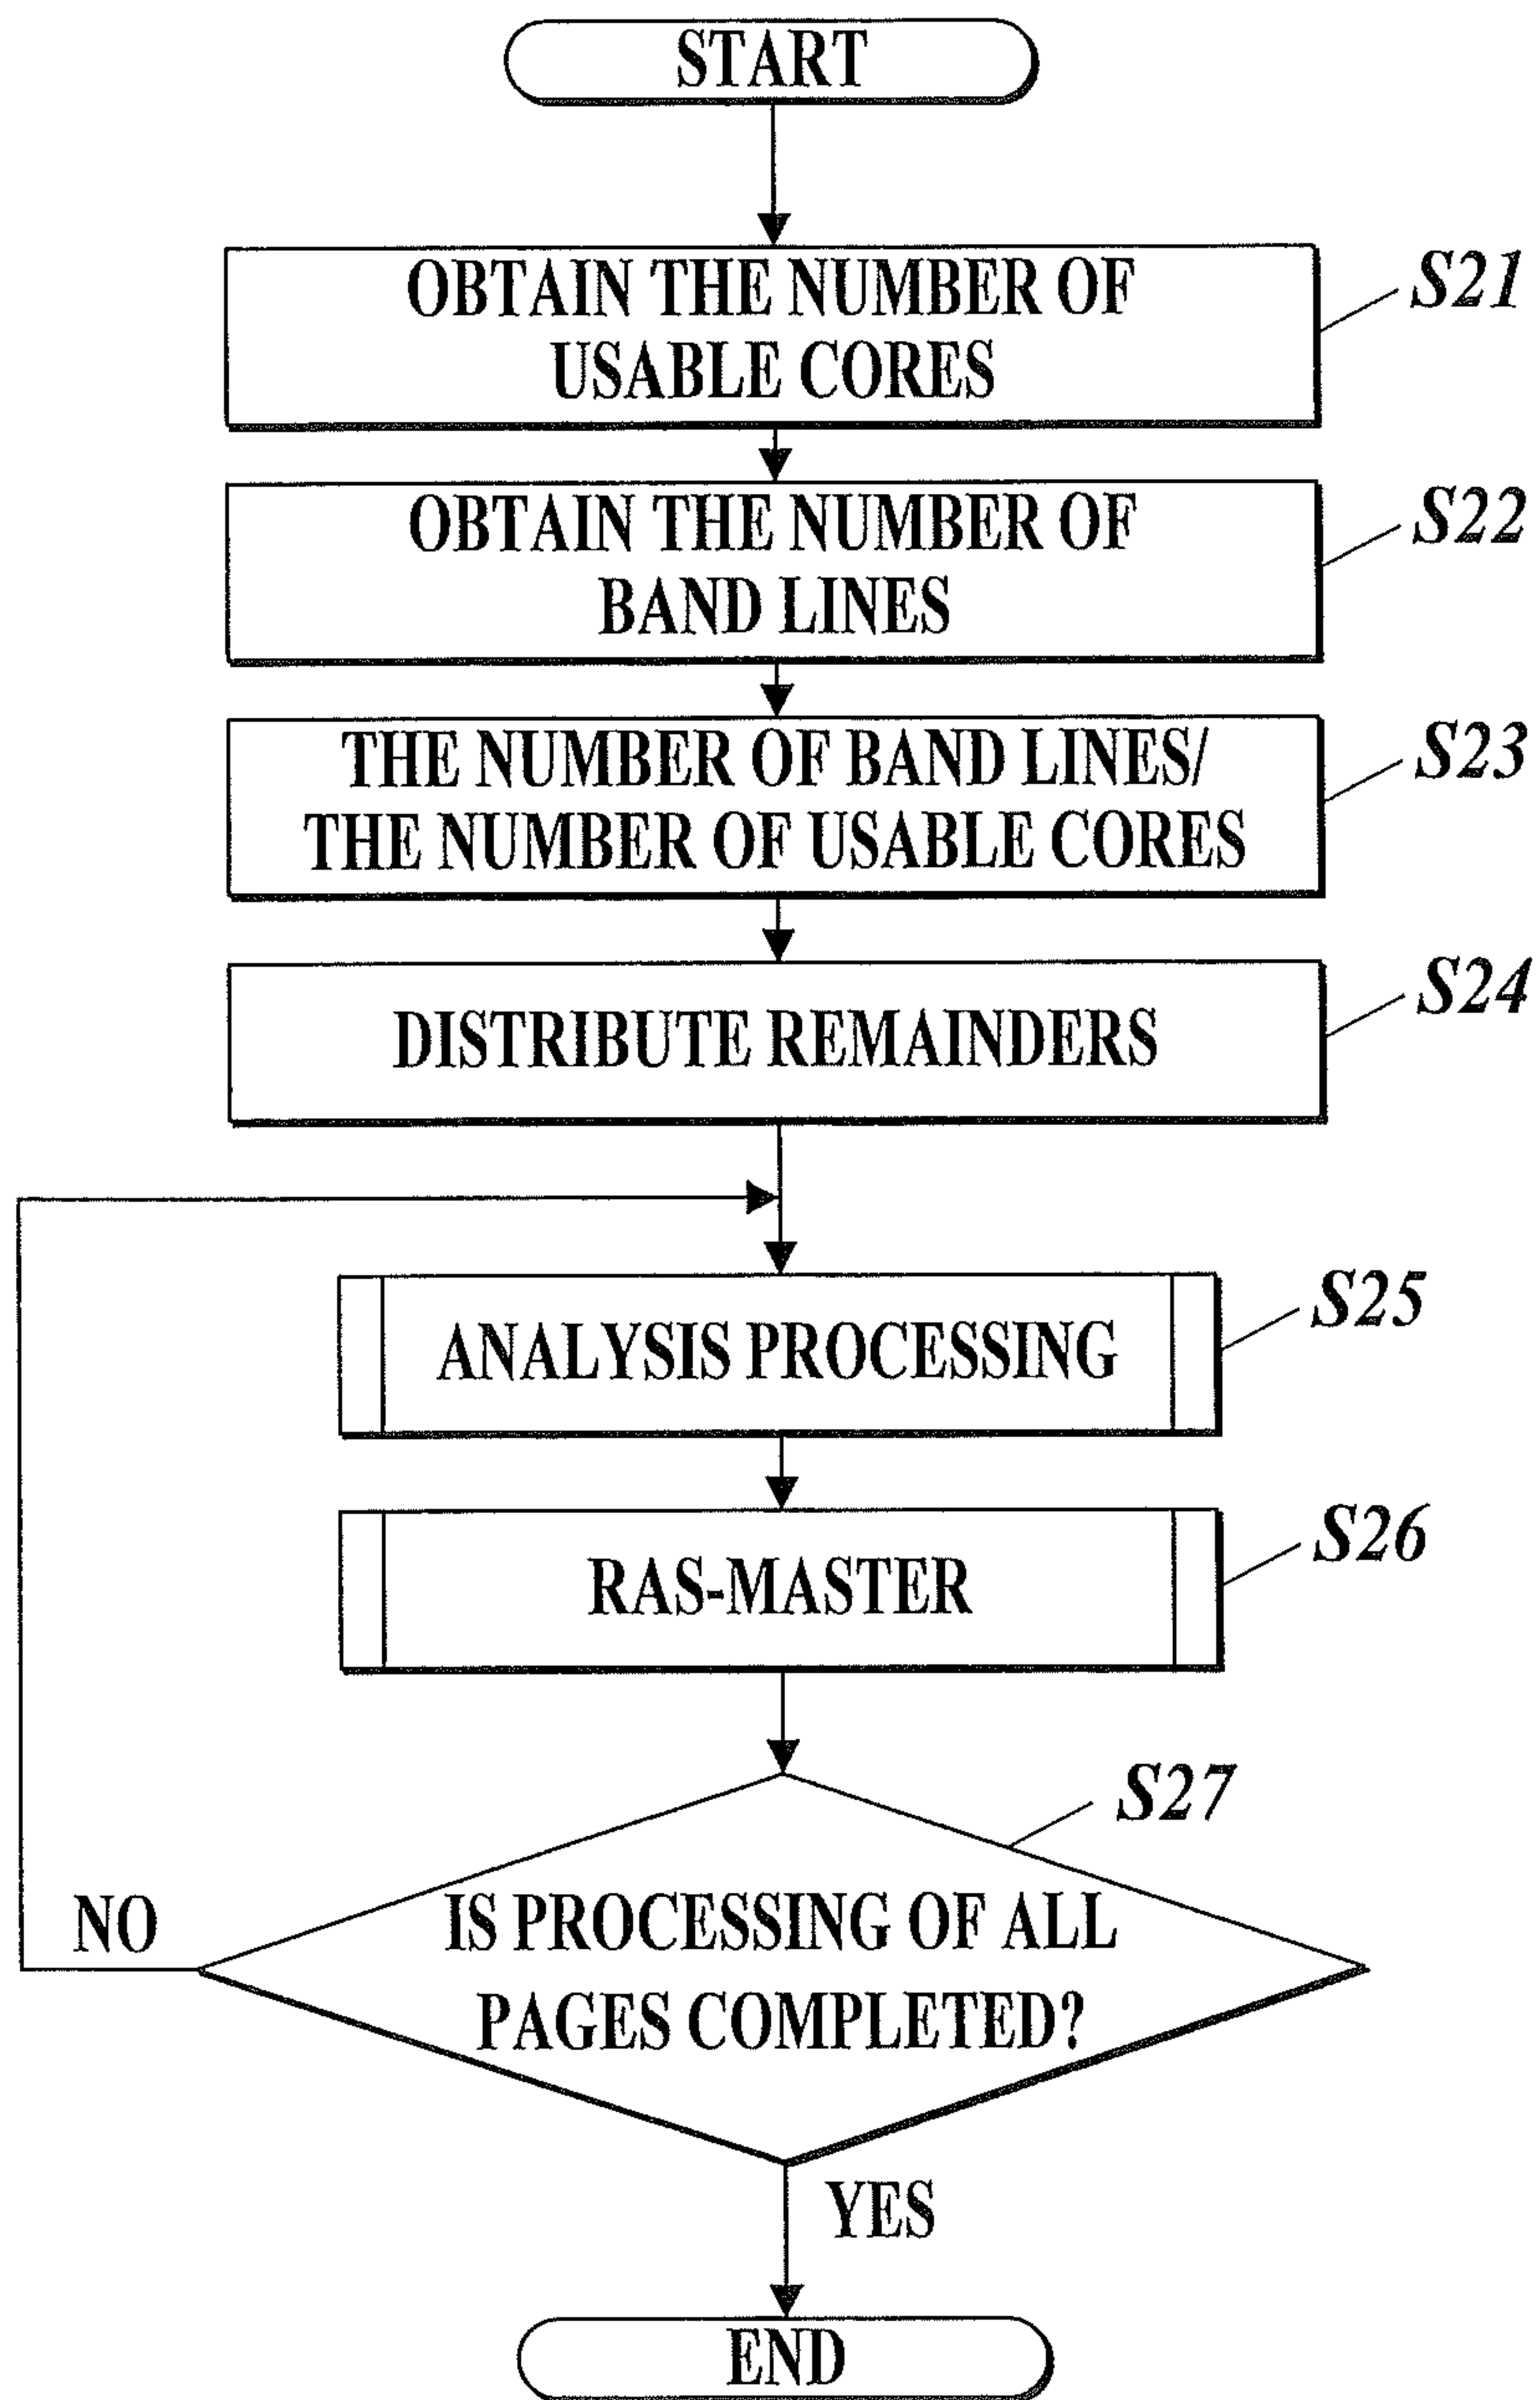 START
OBTAIN THE NUMBER OF
USABLE CORES
S21
OBTAIN THE NUMBER OF
BAND LINES
S22
THE NUMBER OF BAND LINES/
THE NUMBER OF USABLE CORES
S23
DISTRIBUTE REMAINDERS
S24
ANALYSIS PROCESSING
S25
RAS-MASTER
S26
S27
IS PROCESSING OF ALL
PAGES COMPLETED?
NO
YES
END